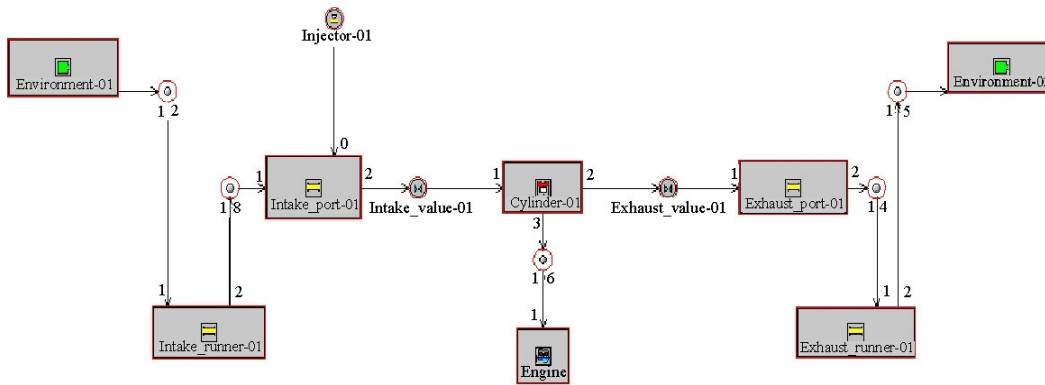 Injector-01
Environment-01
Environment-0
1 2
1 5
0
1
Intake_port-01
2
Intake_value-01
1
Cylinder-01
2
Exhaust_value-01
1
Exhaust_port-01
2
1 8
3
1 4
1 6
1
2
Intake_runner-01
1
Engine
1
2
Exhaust_runner-01